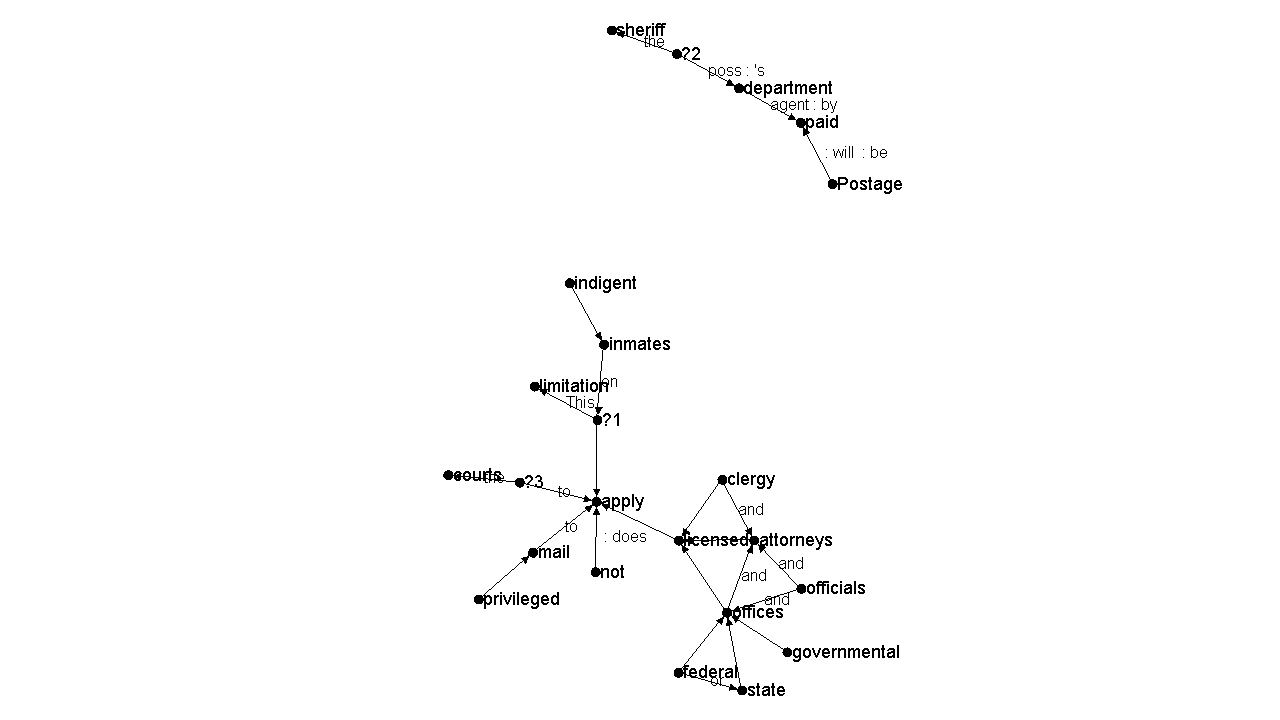 sheriff
the
?2
poss : 's
department
agent : by
paid
: will : be
Postage
indigent
inmates
on
limitation
This
?1
courts
the
?3
to
apply
clergy
and
to
: does
licensed
attorneys
mail
not
and
and
privileged
officials
and
offices
governmental
federal
or
state